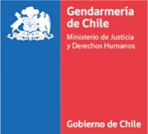 Gendarmería
de Chile
Ministerio de Justicia
y Derechos Humanos
Gobierno de Chile